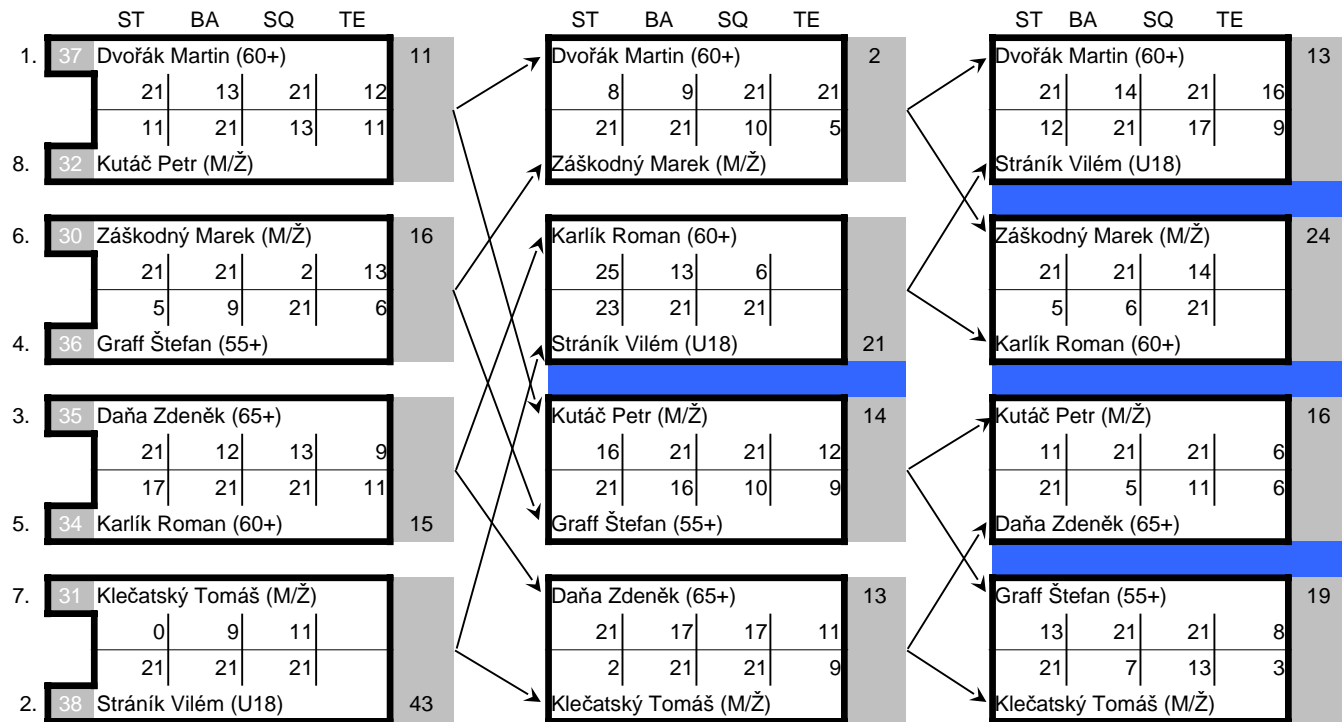 ST BA SQ TE ST BA SQ TE ST BA SQ TE
1. 37 Dvořák Martin (60+) 11 Dvořák Martin (60+) 2 Dvořák Martin (60+) 13
21 13 21 12 8 9 21 21 21 14 21 16
11 21 13 11 21 21 10 5 12 21 17 9
8. 32 Kutáč Petr (M/Ž) Záškodný Marek (M/Ž) Stráník Vilém (U18)
6. 30 Záškodný Marek (M/Ž) 16 Karlík Roman (60+) Záškodný Marek (M/Ž) 24
21 21 2 13 25 13 6 21 21 14
5 9 21 6 23 21 21 5 6 21
4. 36 Graff Štefan (55+) Stráník Vilém (U18) 21 Karlík Roman (60+)
3. 35 Daňa Zdeněk (65+) Kutáč Petr (M/Ž) 14 Kutáč Petr (M/Ž) 16
21 12 13 9 16 21 21 12 11 21 21 6
17 21 21 11 21 16 10 9 21 5 11 6
5. 34 Karlík Roman (60+) 15 Graff Štefan (55+) Daňa Zdeněk (65+)
7. 31 Klečatský Tomáš (M/Ž) Daňa Zdeněk (65+) 13 Graff Štefan (55+) 19
0 9 11 21 17 17 11 13 21 21 8
21 21 21 2 21 21 9 21 7 13 3
2. 38 Stráník Vilém (U18) 43 Klečatský Tomáš (M/Ž) Klečatský Tomáš (M/Ž)